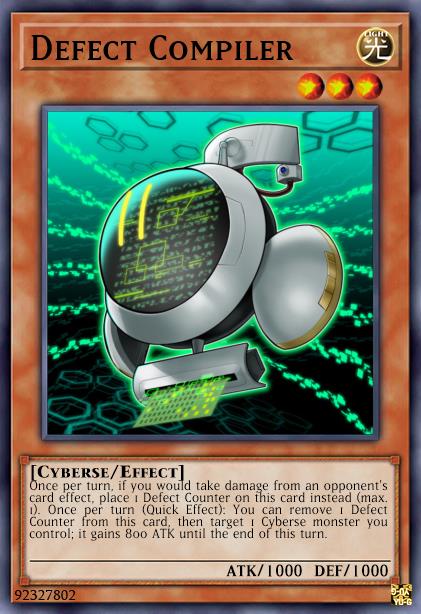 DEFECT COMPILER
LIGHT
光
[CYBERSE/EFFECT]
Once per turn, if you would take damage from an opponent's
card effect, place 1 Defect Counter on this card instead (max.
1). Once per turn (Quick Effect): You can remove 1 Defect
Counter from this card, then target 1 Cyberse monster you
control; it gains 800 ATK until the end of this turn.
ATK/1000 DEF/1000
92327802